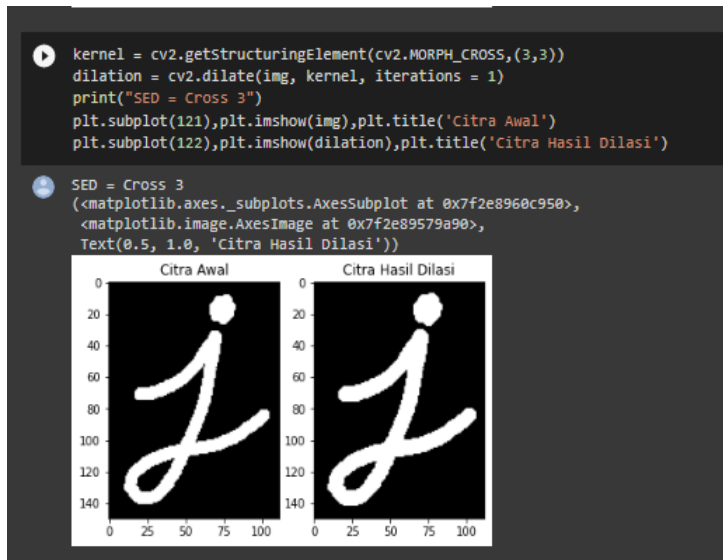 kernel = cv2.getStructuringElement(cv2.MORPH_CROSS,(3,3))
dilation = cv2.dilate(img, kernel, iterations = 1)
print("SED = Cross 3")
plt.subplot(121),plt.imshow(img),plt.title('Citra Awal')
plt.subplot(122),plt.imshow(dilation),plt.title('Citra Hasil Dilasi')
SED = Cross 3
(<matplotlib.axes._subplots.AxesSubplot at 0x7f2e8960c950>,
<matplotlib.image.AxesImage at 0x7f2e89579a90>,
Text(0.5, 1.0, 'Citra Hasil Dilasi'))
Citra Awal
0
20
40
60
80
100
120
140
0 25 50 75 100
j
Citra Hasil Dilasi
0
20
40
60
80
100
120
140
0 25 50 75 100
j